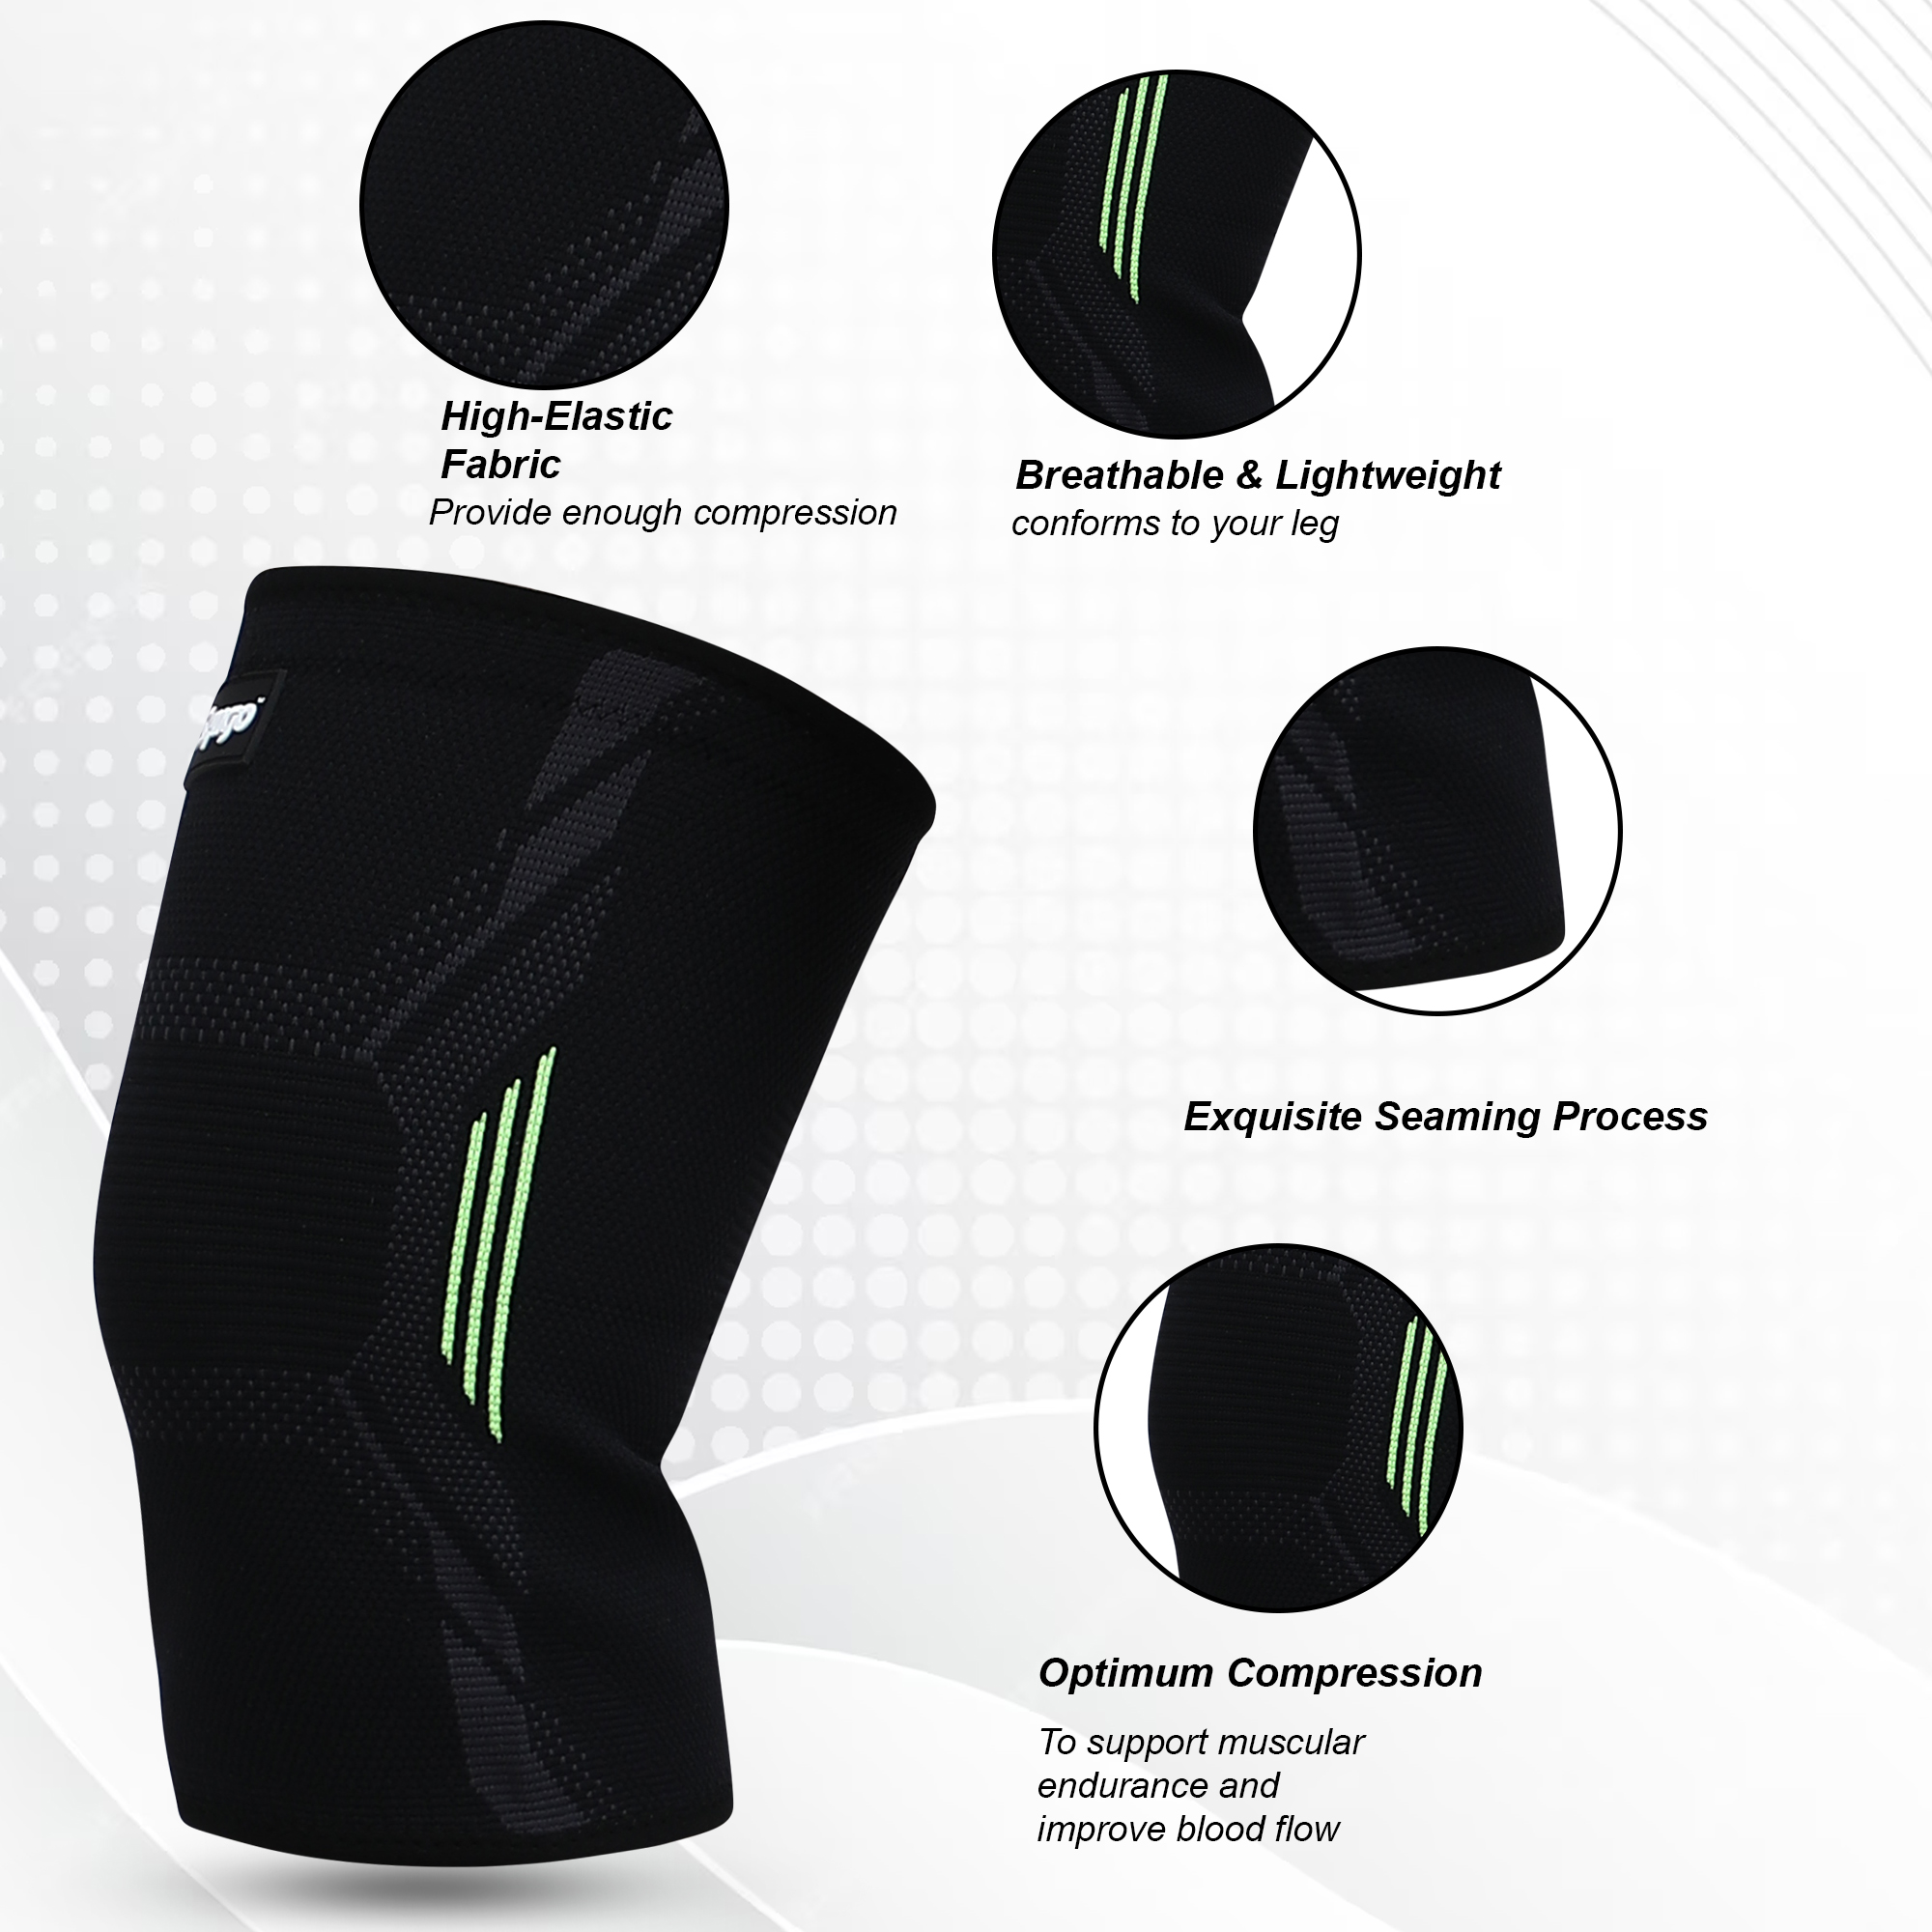 High-Elastic
Fabric
Provide enough compression
Breathable & Lightweight
conforms to your leg
Exquisite Seaming Process
Optimum Compression
To support muscular
endurance and
improve blood flow